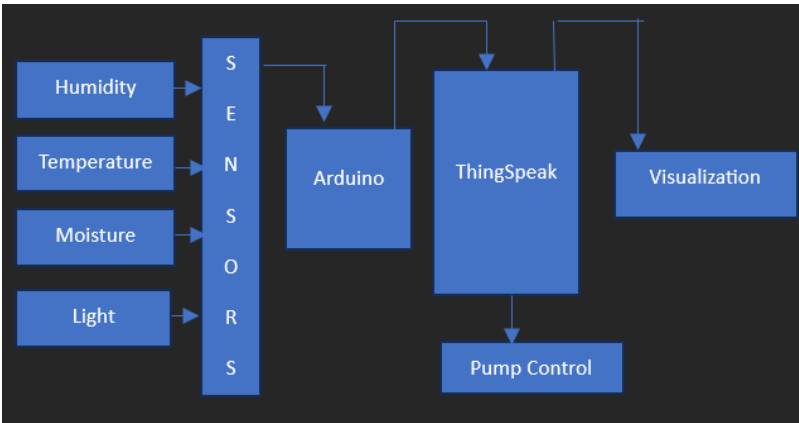 Humidity
Temperature
Moisture
Light
S
E
N
S
O
R
S
Arduino
ThingSpeak
Visualization
Pump Control